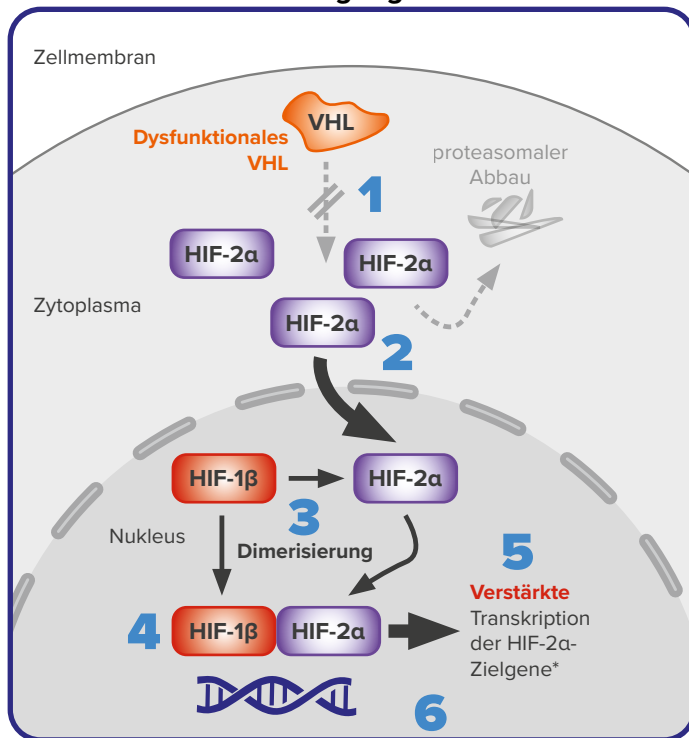 Zellmembran
VHL
Dysfunktionales
VHL
proteasomaler
Abbau
1
HIF-2α
HIF-2α
Zytoplasma
HIF-2α
2
HIF-1β
HIF-2α
3
Nukleus
Dimerisierung
5
Verstärkte
Transkription
der HIF-2α-
Zielgene*
4
HIF-1β
HIF-2α
6